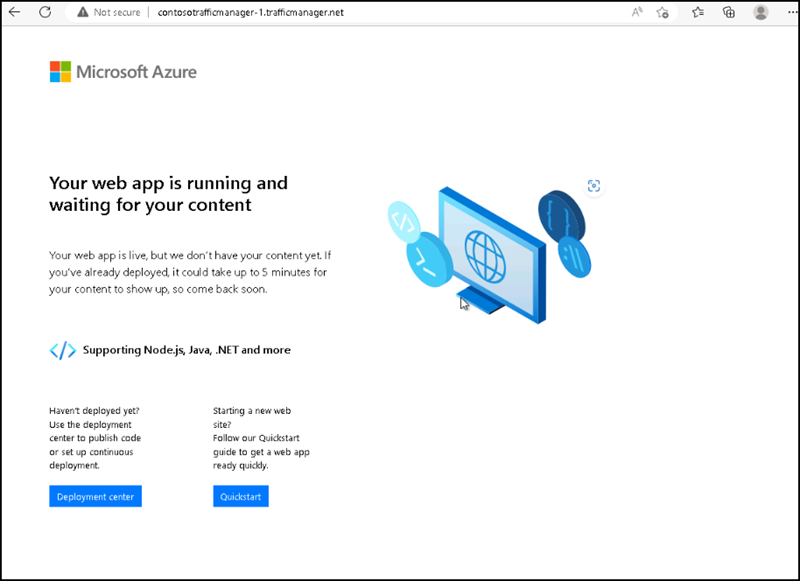 Not secure | contosotrafficmanager-1.trafficmanager.net
Microsoft Azure
Your web app is running and
waiting for your content
Your web app is live, but we don't have your content yet. If
you've already deployed, it could take up to 5 minutes for
your content to show up, so come back soon.
</> Supporting Node.js, Java, .NET and more
Haven't deployed yet?
Use the deployment
center to publish code
or set up continuous
deployment.
Deployment center
Starting a new web
site?
Follow our Quickstart
guide to get a web app
ready quickly.
Quickstart